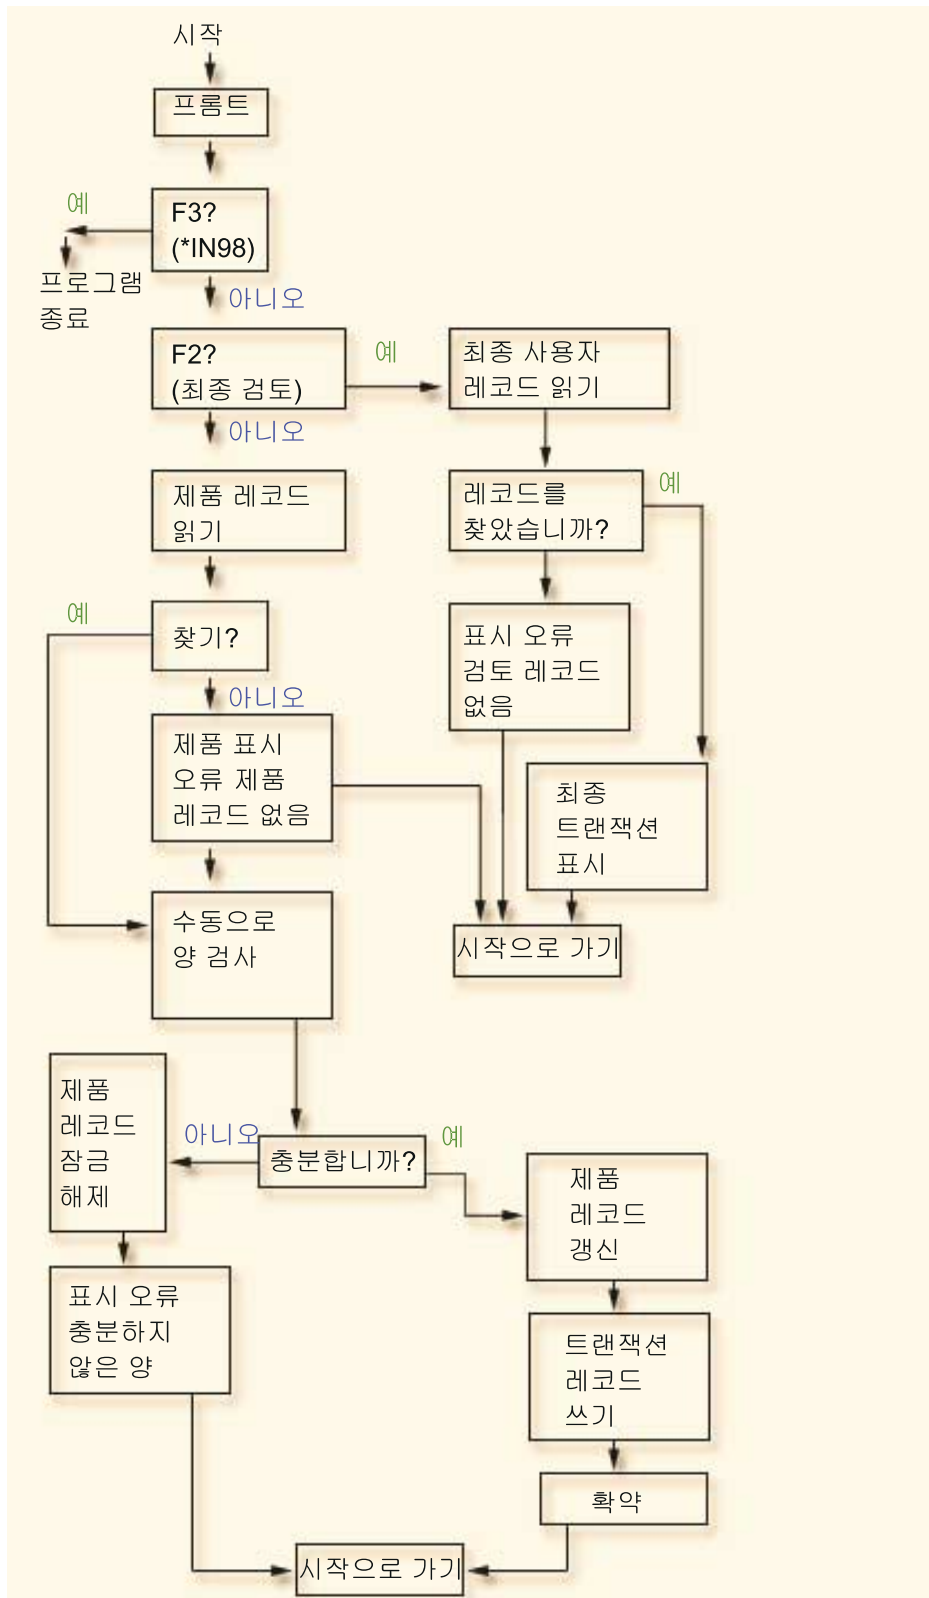 시작
프롬트
예
F3?
(*IN98)
프로그램
종료
아니오
F2?
(최종 검토)
예
최종 사용자
레코드 읽기
아니오
제품 레코드
읽기
레코드를
찾았습니까?
예
예
찾기?
표시 오류
검토 레코드
없음
아니오
제품 표시
오류 제품
레코드 없음
최종
트랜잭션
표시
수동으로
양 검사
시작으로 가기
제품
레코드
잠금
해제
아니오
충분합니까?
예
제품
레코드
갱신
표시 오류
충분하지
않은 양
트랜잭션
레코드
쓰기
확약
시작으로 가기